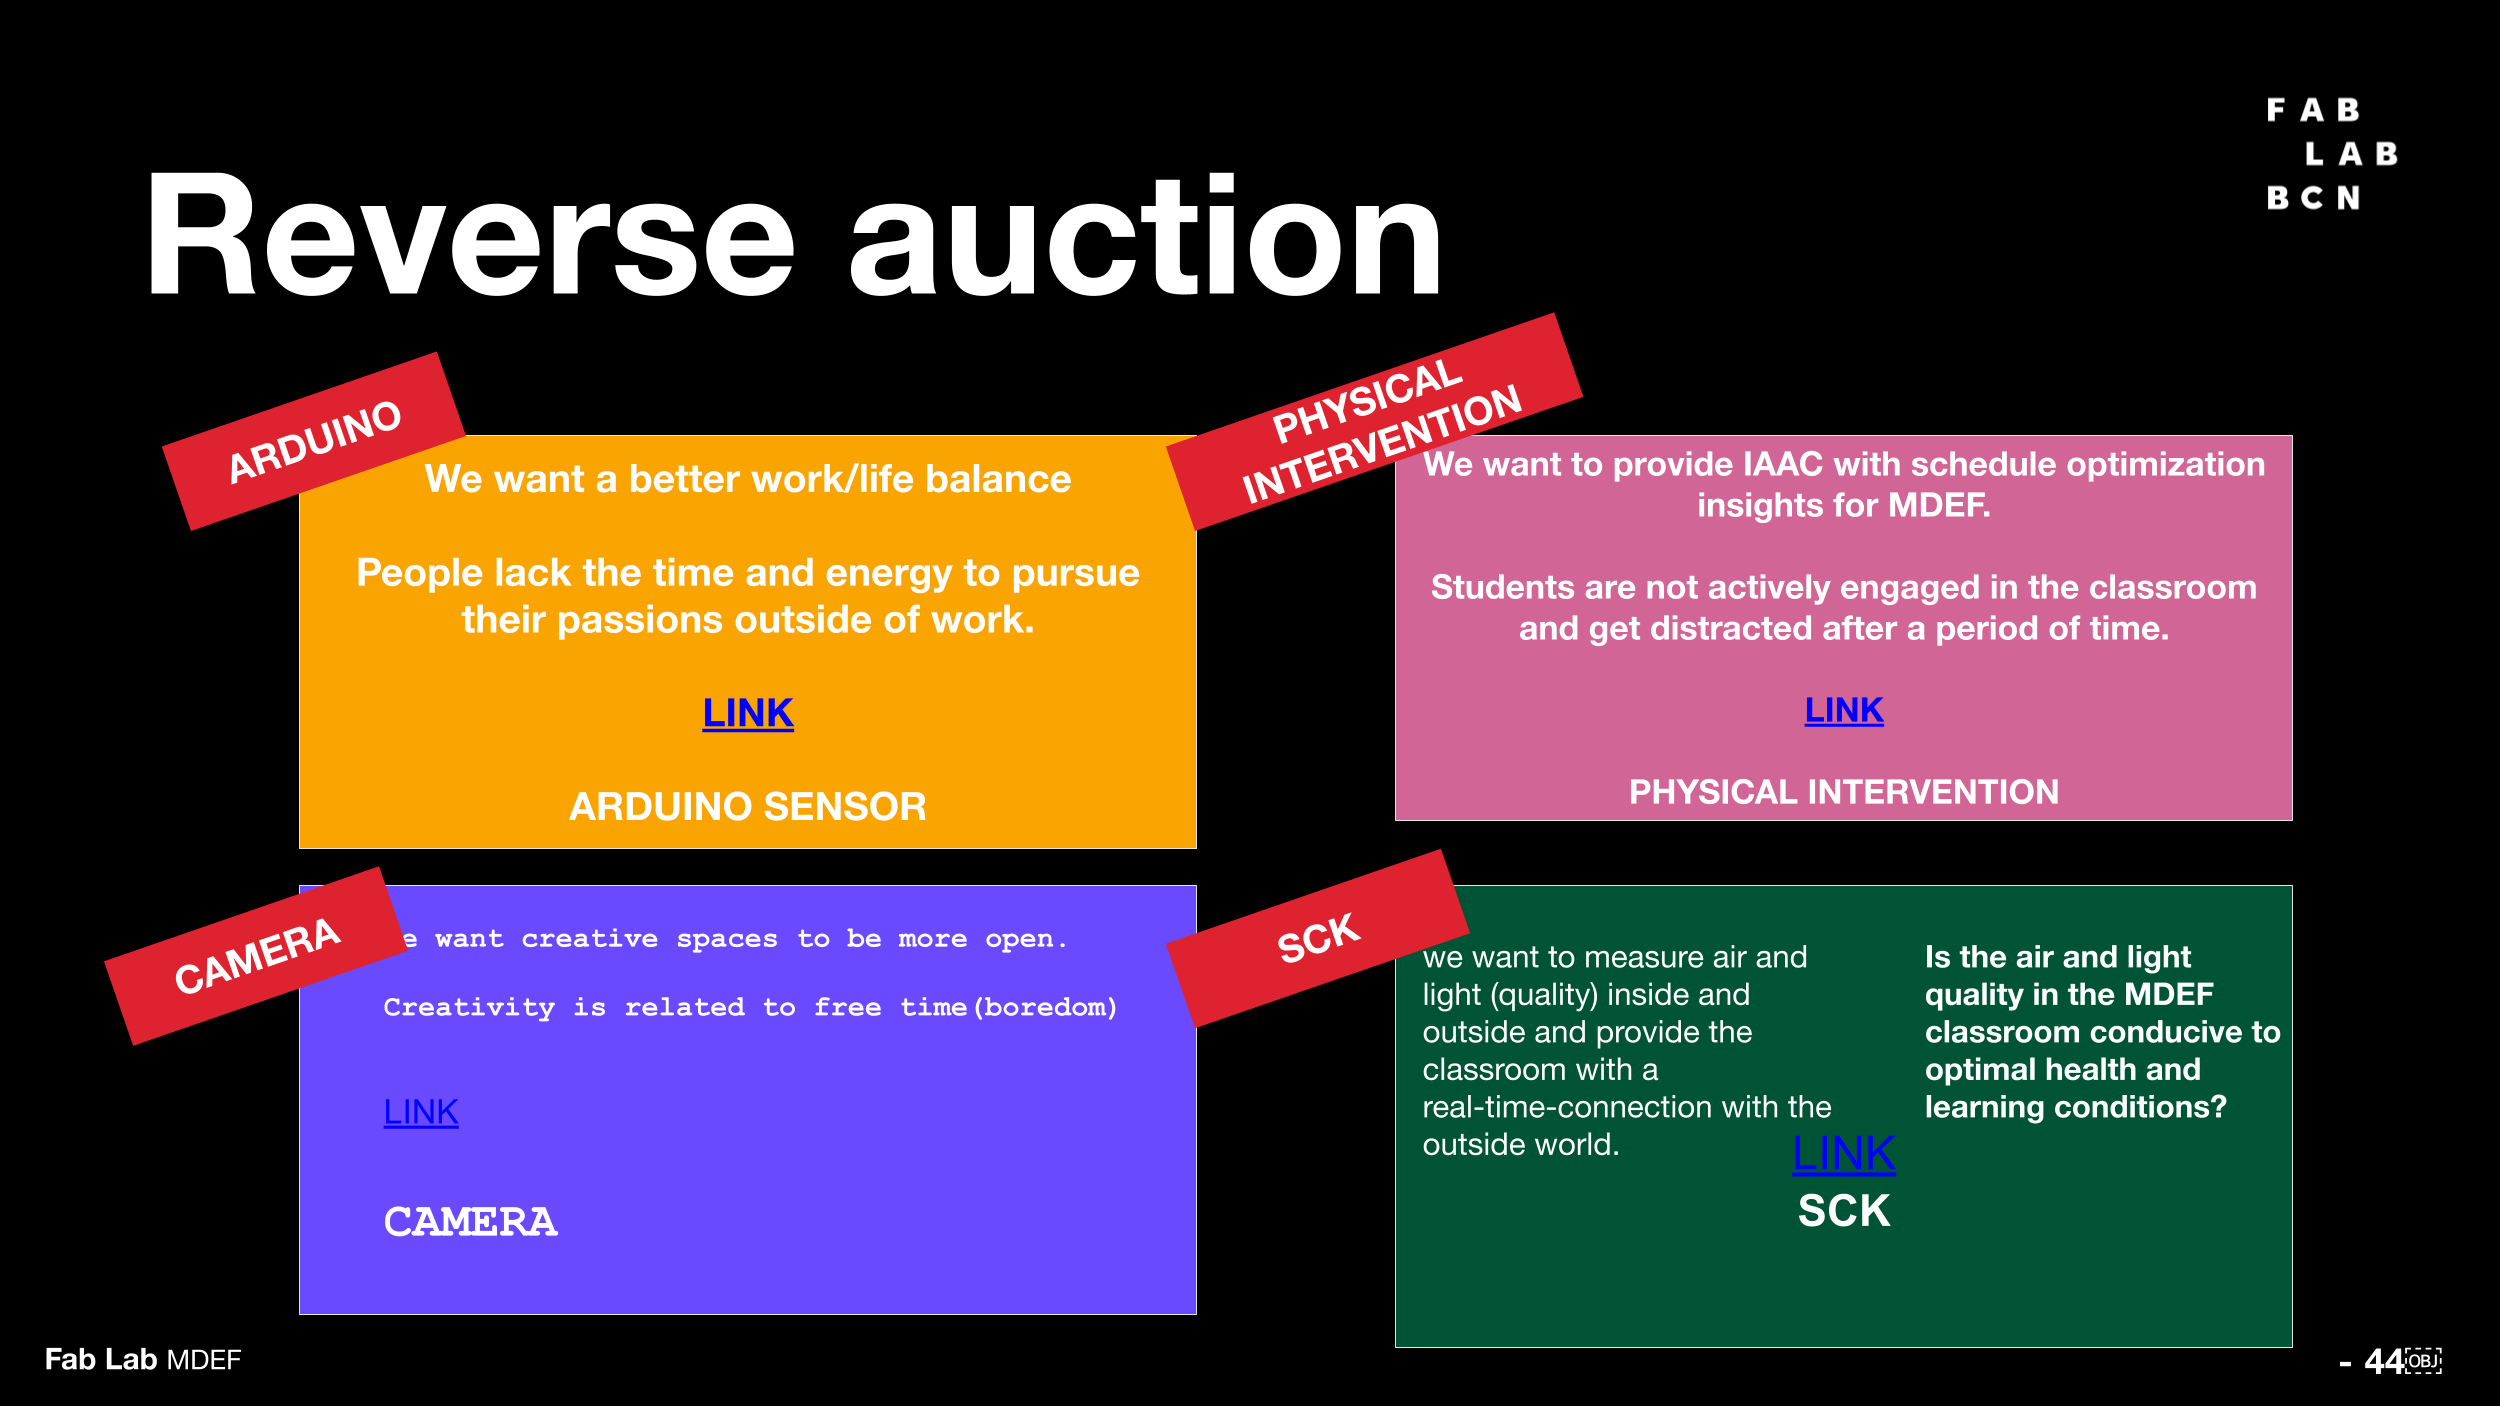 FAB
LAB
BCN
Reverse auction
ARDUINO
We want a better work/life balance
People lack the time and energy to pursue
their passions outside of work.
LINK
ARDUINO SENSOR
PHYSICAL
INTERVENTION
We want to provide IAAC with schedule optimization
insights for MDEF.
Students are not actively engaged in the classroom
and get distracted after a period of time.
LINK
PHYSICAL INTERVENTION
CAMERA
want creative spaces to be more open.
Creativity is related to free time(boredom)
LINK
CAMERA
SCK
we want to measure air and
light (quality) inside and
outside and provide the
classroom with a
real-time-connection with the
outside world.
Is the air and light
quality in the MDEF
classroom conducive to
optimal health and
learning conditions?
LINK
SCK
Fab Lab MDEF
- 44OBJ